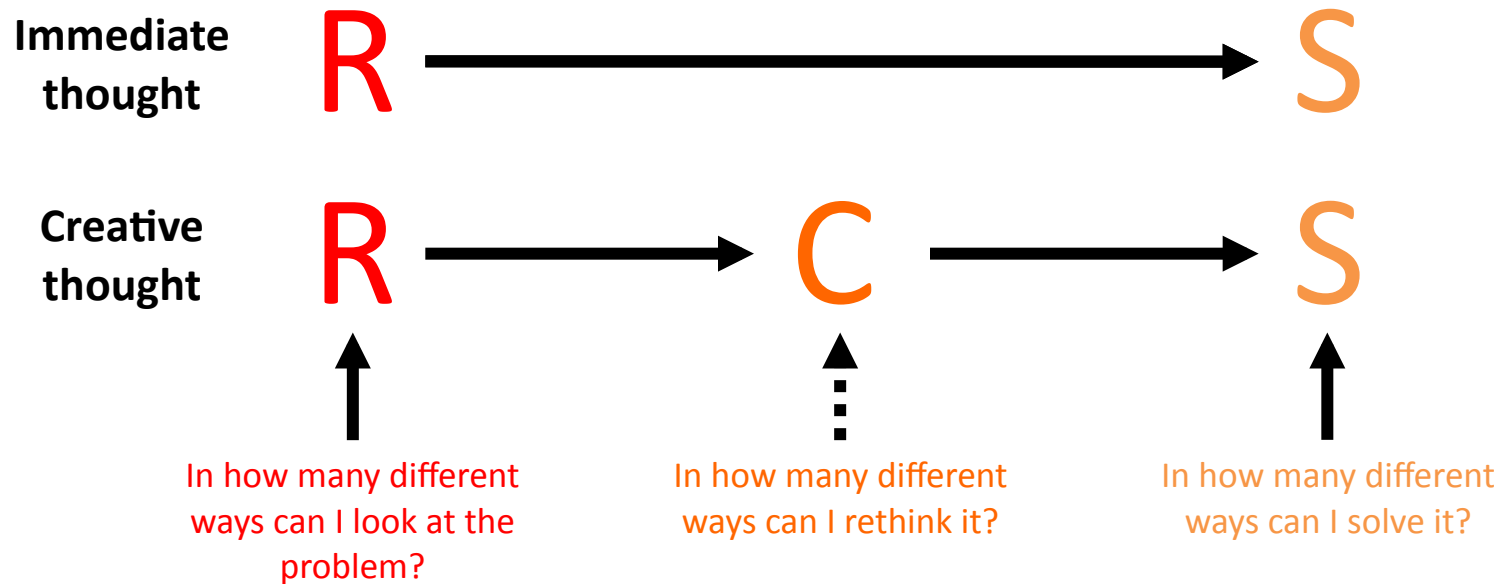 Immediate
thought
R
S
Creative
thought
R
C
S
In how many different
ways can I look at the
problem?
In how many different
ways can I rethink it?
In how many different
ways can I solve it?